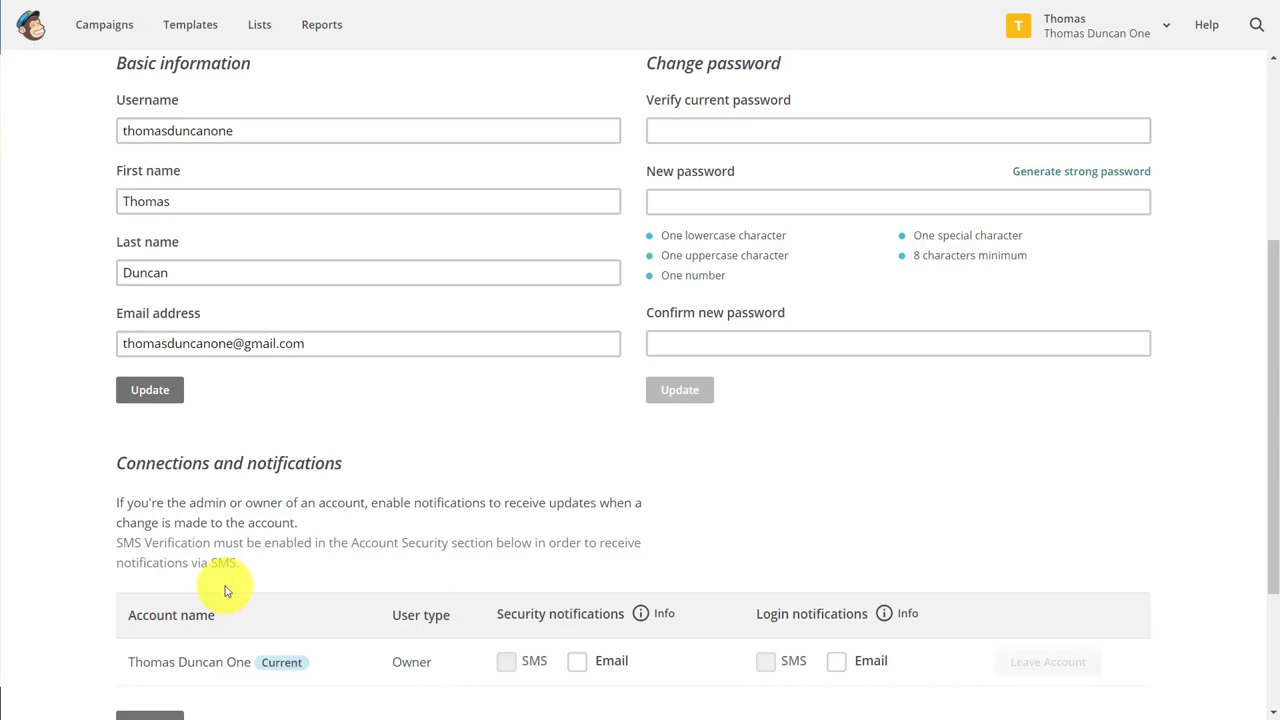 Campaigns Templates Lists Reports
T
Thomas
Thomas Duncan One
Help
Basic information
Username
thomasduncanone
First name
Thomas
Last name
Duncan
Email address
thomasduncanone@gmail.com
Update
Change password
Verify current password
New password
Generate strong password
One lowercase character
One uppercase character
One number
One special character
8 characters minimum
Confirm new password
Update
Connections and notifications
If you're the admin or owner of an account, enable notifications to receive updates when a
change is made to the account.
SMS Verification must be enabled in the Account Security section below in order to receive
notifications via SMS.
Account name User type Security notifications Info Login notifications Info
Thomas Duncan One Current Owner SMS Email SMS Email Leave Account